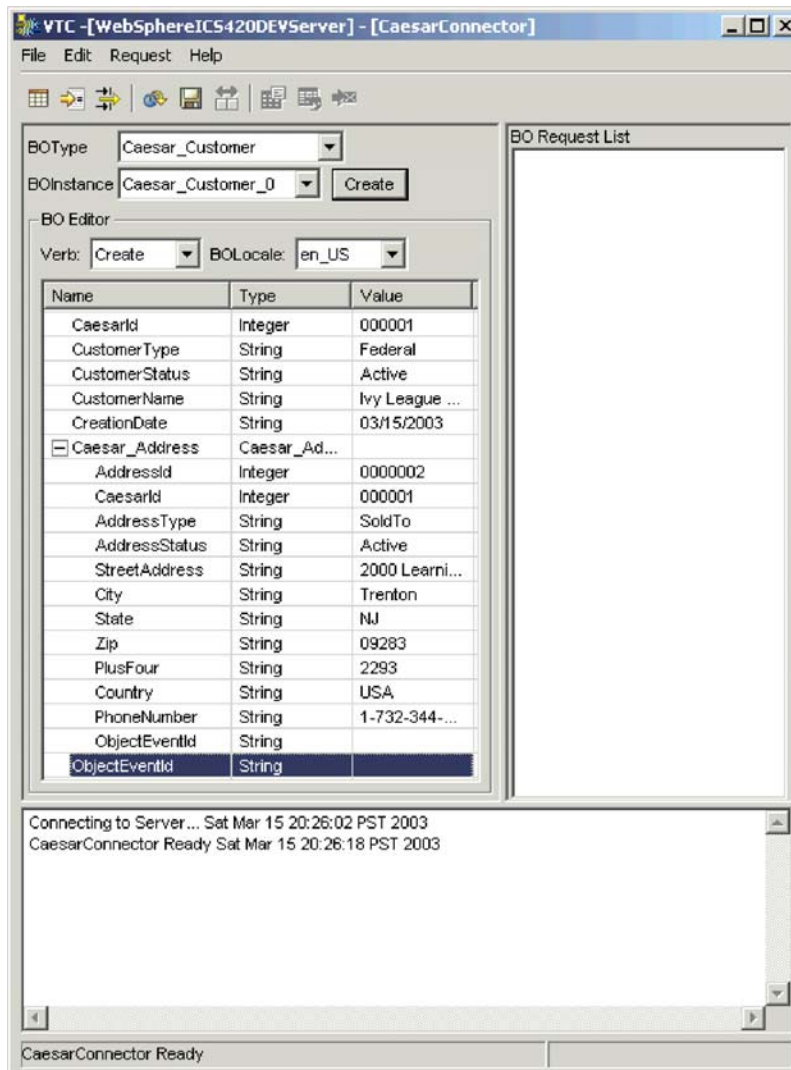 VTC -[WebSphereICS420DEVServer] - [CaesarConnector]
File Edit Request Help
BOType Caesar_Customer
BOInstance Caesar_Customer_0 Create
BO Editor
Verb: Create BOLocale: en_US
Name Type Value
CaesarId Integer 000001
CustomerType String Federal
CustomerStatus String Active
CustomerName String Ivy League ...
CreationDate String 03/15/2003
Caesar_Address Caesar_Ad...
AddressId Integer 0000002
CaesarId Integer 000001
AddressType String SoldTo
AddressStatus String Active
StreetAddress String 2000 Learni...
City String Trenton
State String NJ
Zip String 09283
PlusFour String 2293
Country String USA
PhoneNumber String 1-732-344-...
ObjectEventId String
ObjectEventId String
BO Request List
Connecting to Server... Sat Mar 15 20:26:02 PST 2003
CaesarConnector Ready Sat Mar 15 20:26:18 PST 2003
CaesarConnector Ready